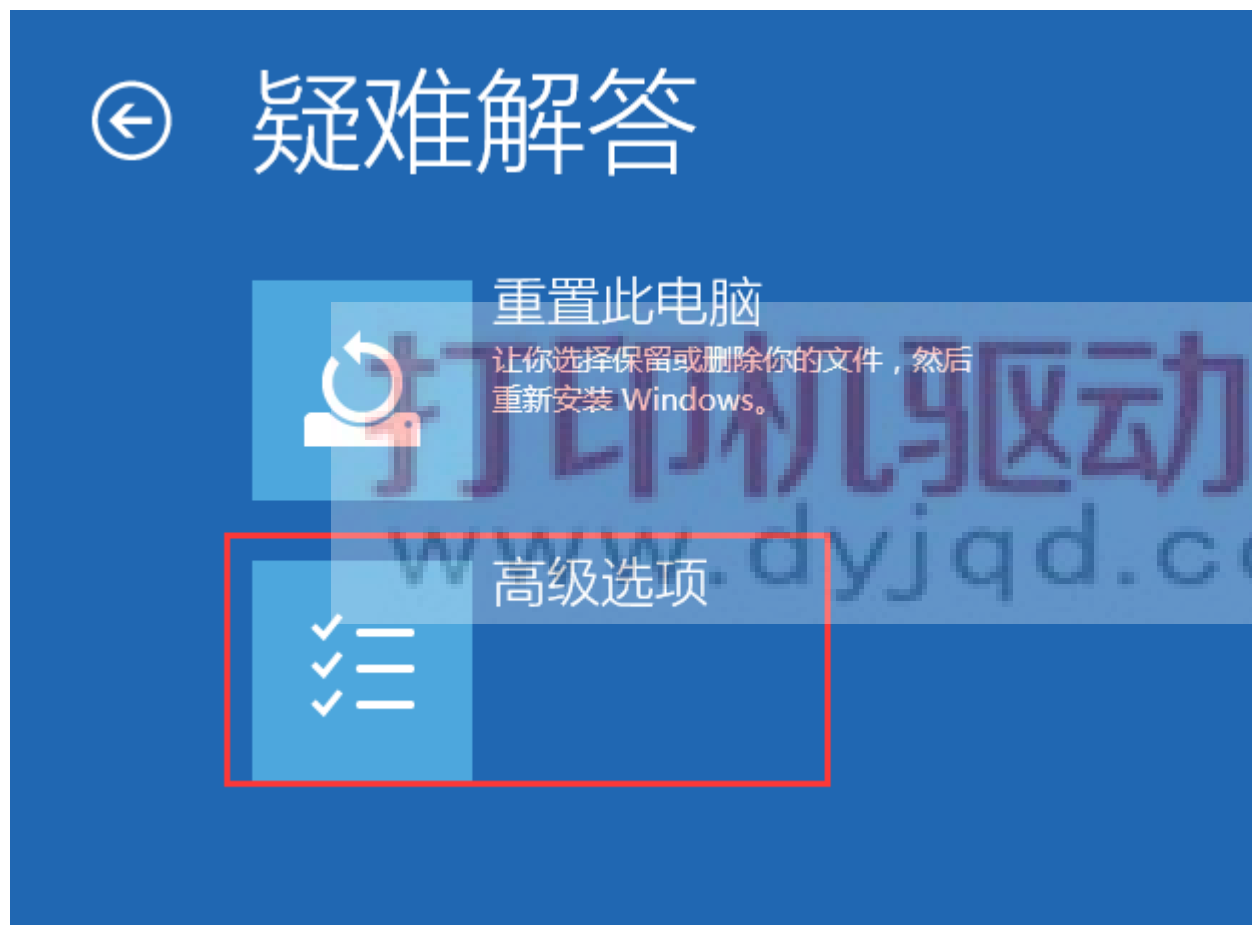 疑难解答
重置此电脑
让你选择保留或删除你的文件，然后
重新安装 Windows。
打印机驱动
www.dyjqd.c
高级选项